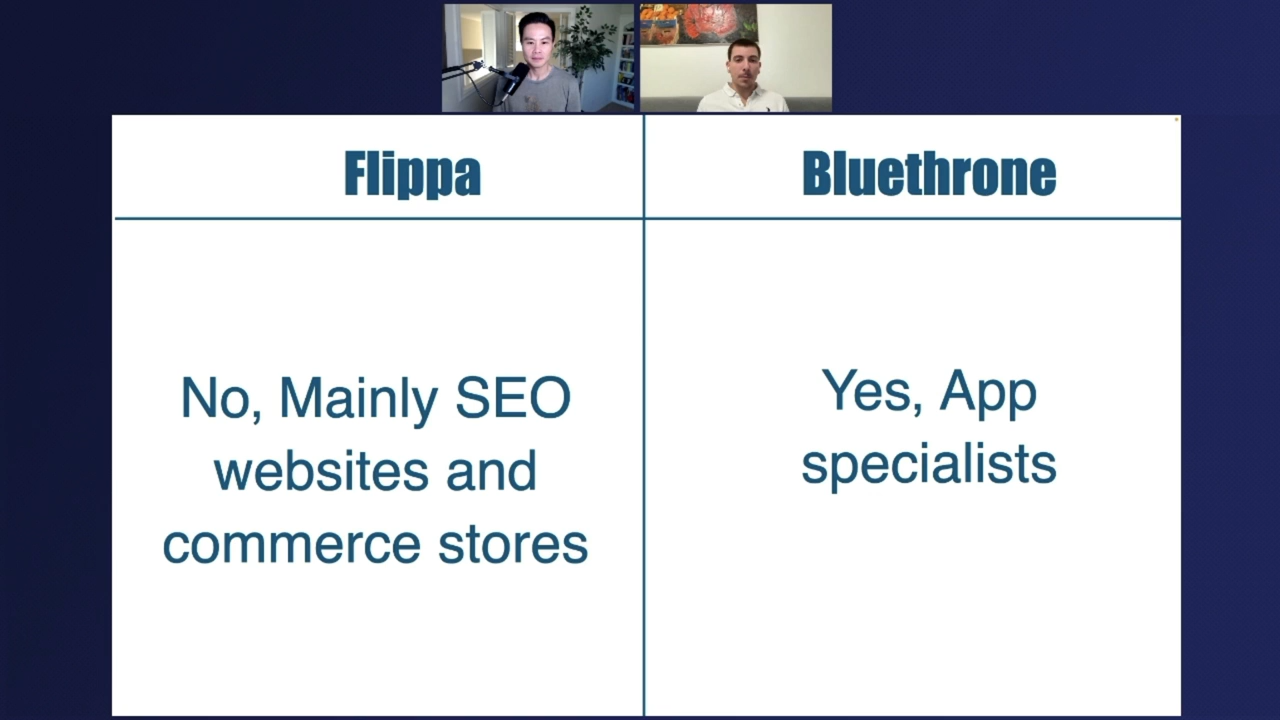 Flippa
Bluethrone
No, Mainly SEO
websites and
commerce stores
Yes, App
specialists